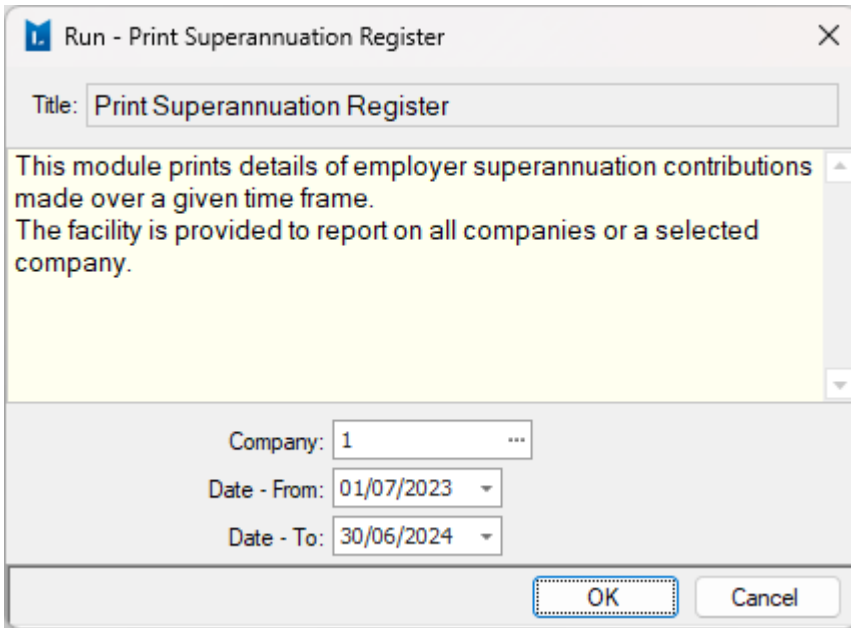 Run - Print Superannuation Register
Title: Print Superannuation Register
This module prints details of employer superannuation contributions
made over a given time frame.
The facility is provided to report on all companies or a selected
company.
Company: 1 ...
Date - From: 01/07/2023
Date - To: 30/06/2024
OK Cancel